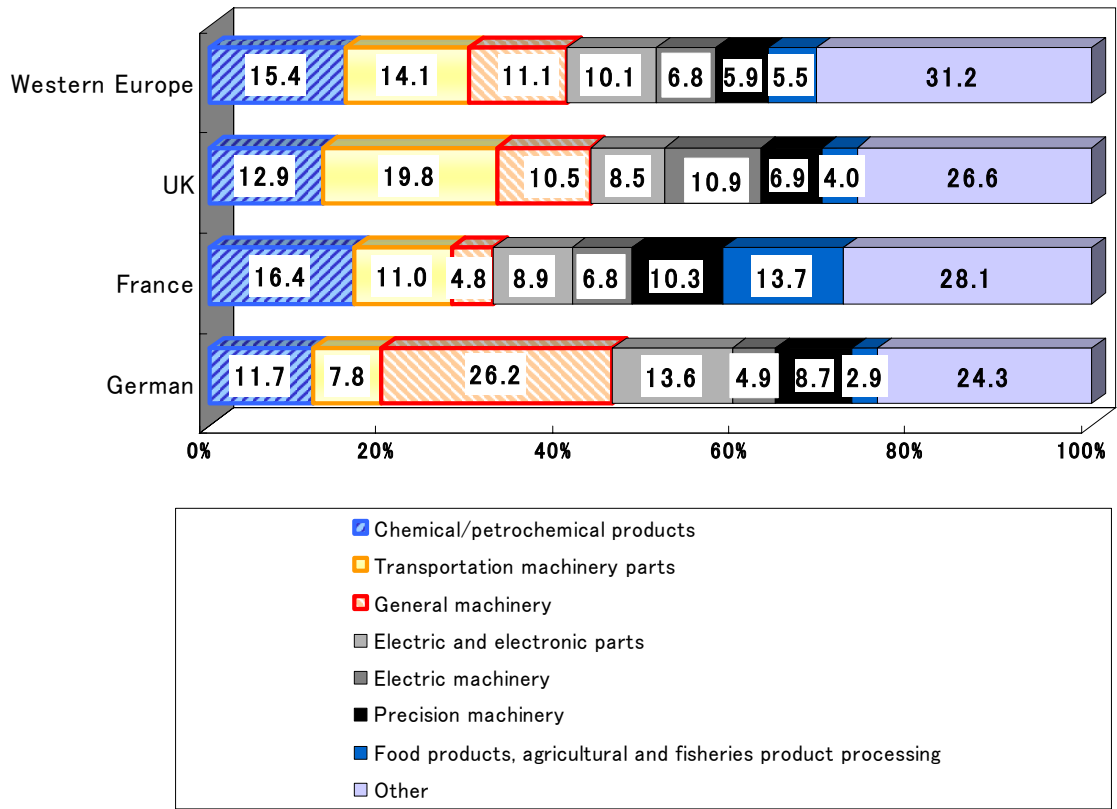 Western Europe 15.4 14.1 11.1 10.1 6.8 5.9 5.5 31.2
UK 12.9 19.8 10.5 8.5 10.9 6.9 4.0 26.6
France 16.4 11.0 4.8 8.9 6.8 10.3 13.7 28.1
German 11.7 7.8 26.2 13.6 4.9 8.7 2.9 24.3
0% 20% 40% 60% 80% 100%
Chemical/petrochemical products
Transportation machinery parts
General machinery
Electric and electronic parts
Electric machinery
Precision machinery
Food products, agricultural and fisheries product processing
Other